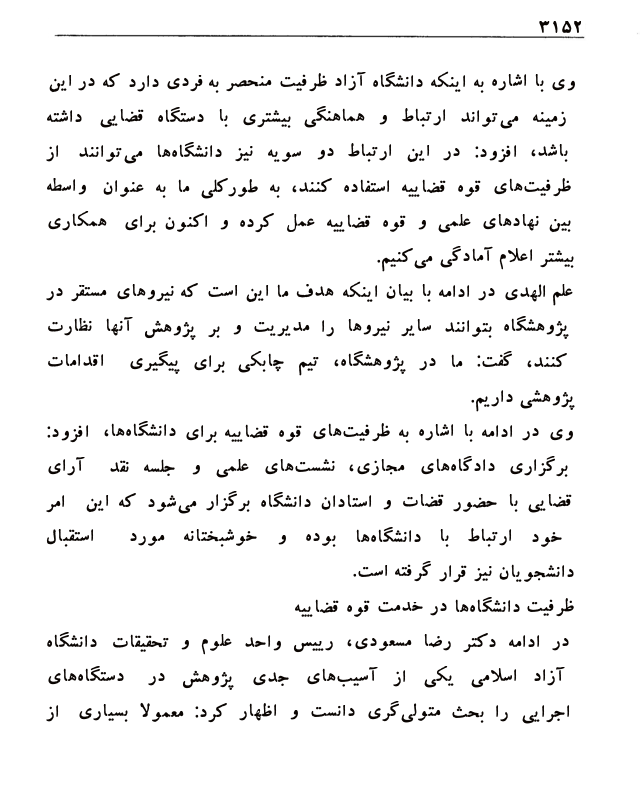 ۳۱۵۲
وی با اشاره به اینکه دانشگاه آزاد ظرفیت منحصر به فردی دارد که در این
زمینه می‌تواند ارتباط و هماهنگی بیشتری با دستگاه قضایی داشته
باشد، افزود: در این ارتباط دو سویه نیز دانشگاه‌ها می‌توانند از
ظرفیت‌های قوه قضاییه استفاده کنند، به طورکلی ما به عنوان واسطه
بین نهادهای علمی و قوه قضاییه عمل کرده و اکنون برای همکاری
بیشتر اعلام آمادگی می‌کنیم.
علم الهدی در ادامه با بیان اینکه هدف ما این است که نیروهای مستقر در
پژوهشگاه بتوانند سایر نیروها را مدیریت و بر پژوهش آنها نظارت
کنند، گفت: ما در پژوهشگاه، تیم چابکی برای پیگیری اقدامات
پژوهشی داریم.
وی در ادامه با اشاره به ظرفیت‌های قوه قضاییه برای دانشگاه‌ها، افزود:
برگزاری دادگاه‌های مجازی، نشست‌های علمی و جلسه نقد آرای
قضایی با حضور قضات و استادان دانشگاه برگزار می‌شود که این امر
خود ارتباط با دانشگاه‌ها بوده و خوشبختانه مورد استقبال
دانشجویان نیز قرار گرفته است.
ظرفیت دانشگاه‌ها در خدمت قوه قضاییه
در ادامه دکتر رضا مسعودی، رییس واحد علوم و تحقیقات دانشگاه
آزاد اسلامی یکی از آسیب‌های جدی پژوهش در دستگاه‌های
اجرایی را بحث متولی‌گری دانست و اظهار کرد: معمولا بسیاری از